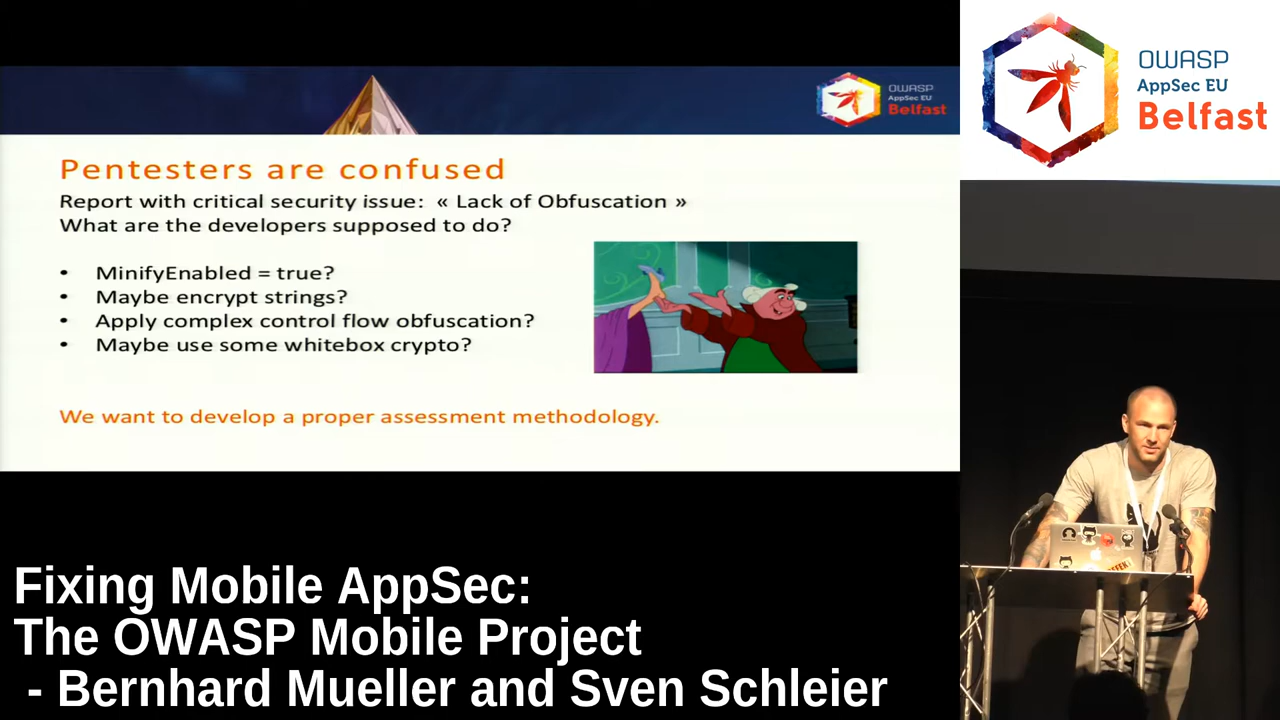 OWASP
AppSec EU
Belfast
Pentesters are confused
Report with critical security issue: « Lack of Obfuscation »
What are the developers supposed to do?
• MinifyEnabled = true?
• Maybe encrypt strings?
• Apply complex control flow obfuscation?
• Maybe use some whitebox crypto?
We want to develop a proper assessment methodology.
OWASP
AppSec EU
Belfast
Fixing Mobile AppSec:
The OWASP Mobile Project
- Bernhard Mueller and Sven Schleier